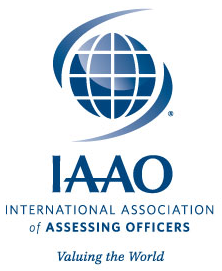 ®
IAAO
INTERNATIONAL ASSOCIATION
of ASSESSING OFFICERS
Valuing the World